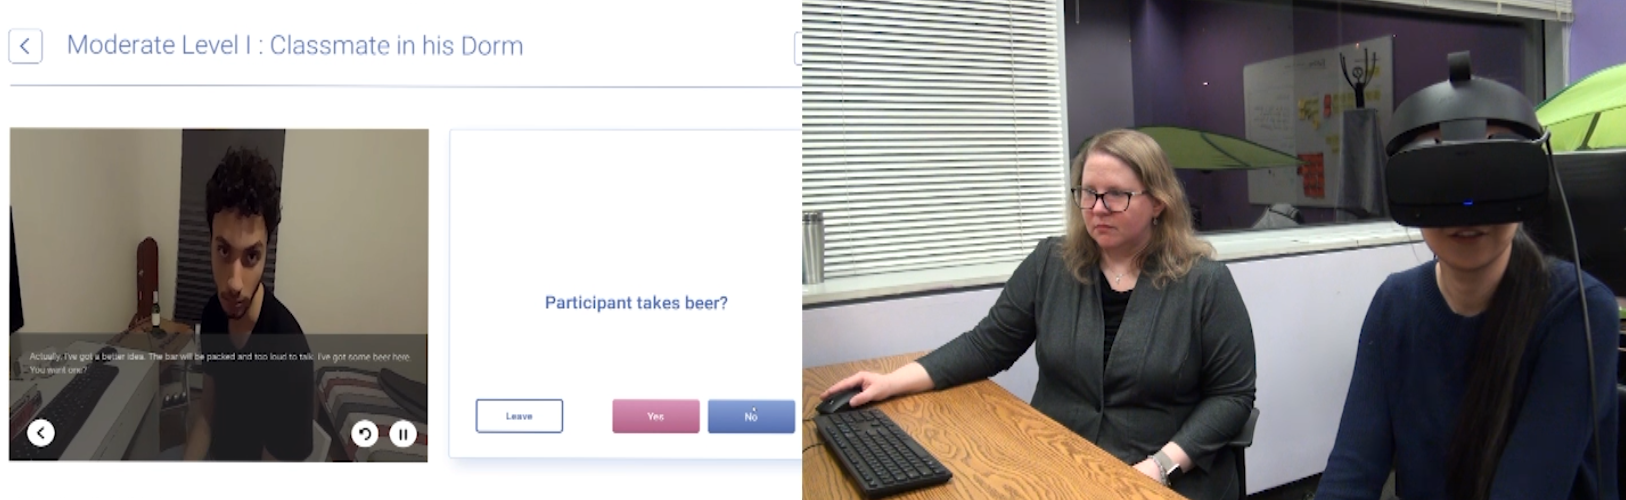 Moderate Level I : Classmate in his Dorm
Actually, I've got a better idea. The bar will be packed and too loud to talk. I've got some beer here.
You want one?
Participant takes beer?
Leave
Yes
No